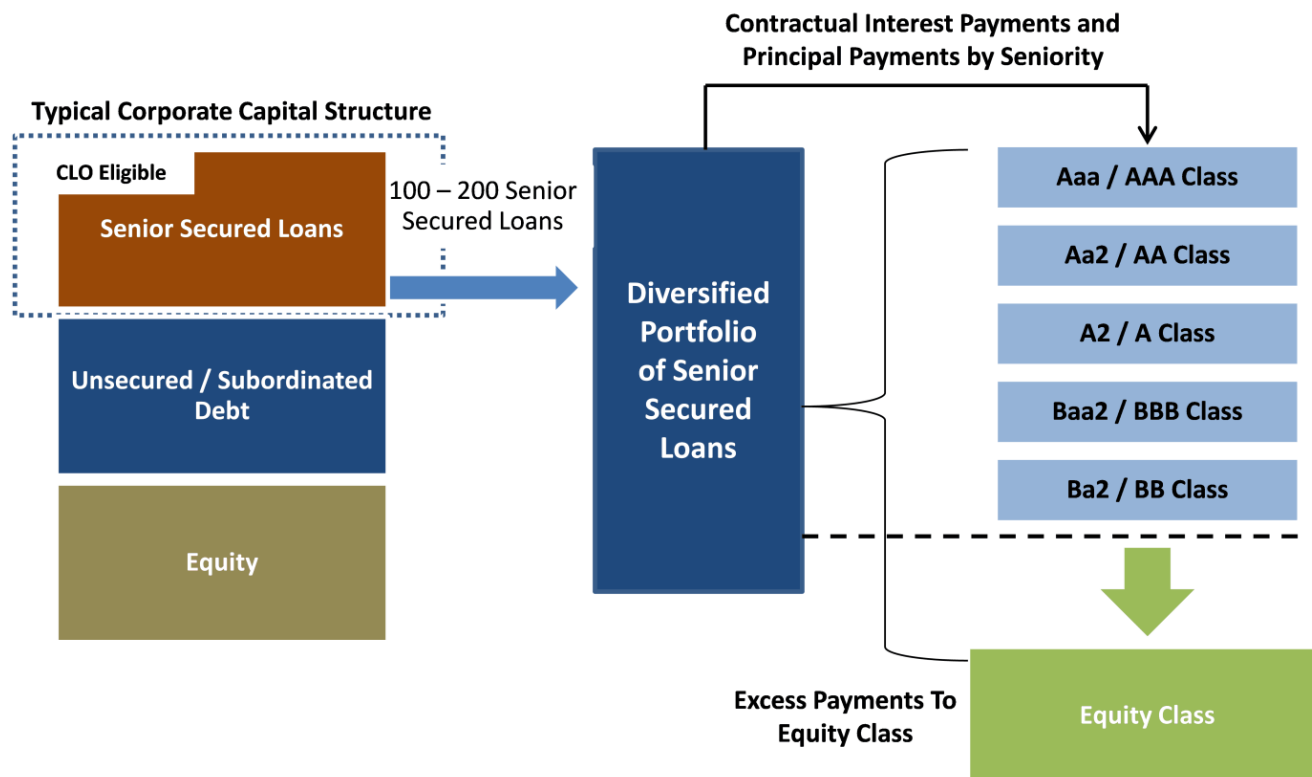 Contractual Interest Payments and
Principal Payments by Seniority
Typical Corporate Capital Structure
CLO Eligible
Senior Secured Loans
100 – 200 Senior
Secured Loans
Unsecured / Subordinated
Debt
Equity
Diversified
Portfolio
of Senior
Secured
Loans
Aaa / AAA Class
Aa2 / AA Class
A2 / A Class
Baa2 / BBB Class
Ba2 / BB Class
Excess Payments To
Equity Class
Equity Class